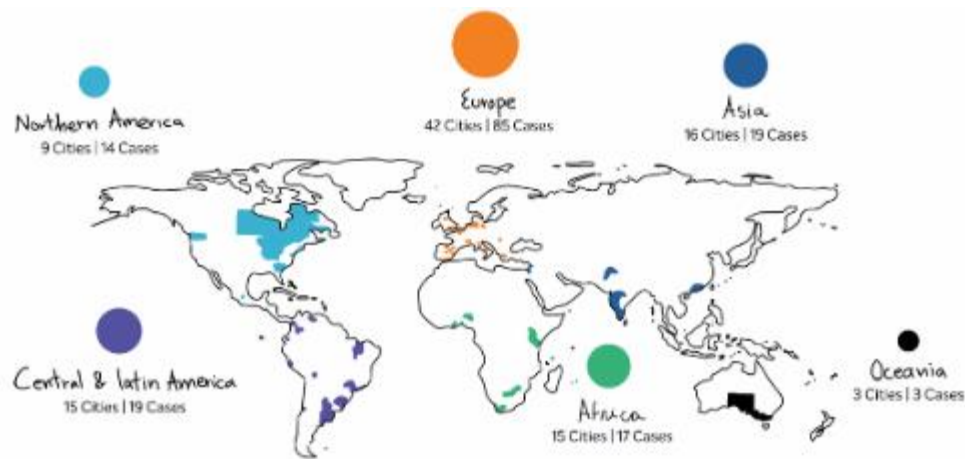 Northern America
9 Cities | 14 Cases
Europe
42 Cities | 85 Cases
Asia
16 Cities | 19 Cases
Central & latin America
15 Cities | 19 Cases
Africa
15 Cities | 17 Cases
Oceania
3 Cities | 3 Cases